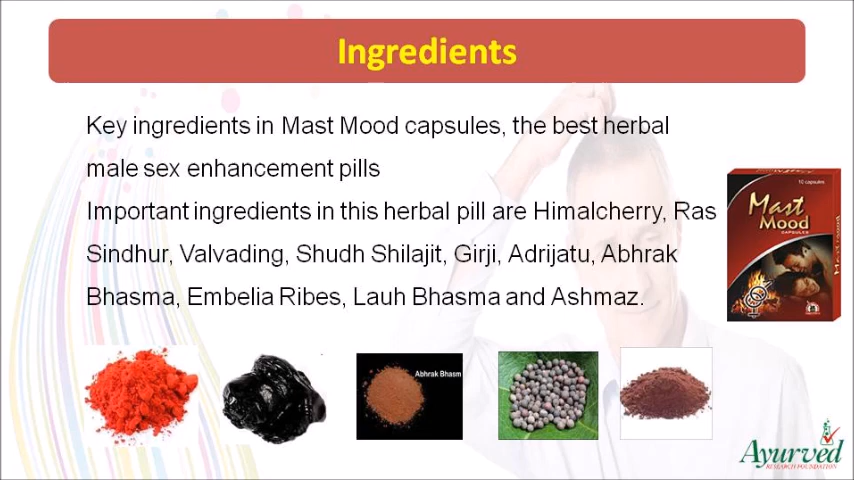 Ingredients
Key ingredients in Mast Mood capsules, the best herbal
male sex enhancement pills
Important ingredients in this herbal pill are Himalcherry, Ras
Sindhur, Valvading, Shudh Shilajit, Girji, Adrijatu, Abhrak
Bhasma, Embelia Ribes, Lauh Bhasma and Ashmaz.
10 capsules
Mast
Mood
CAPSULES
Abhrak Bhasm
Ayurved
RESEARCH FOUNDATION